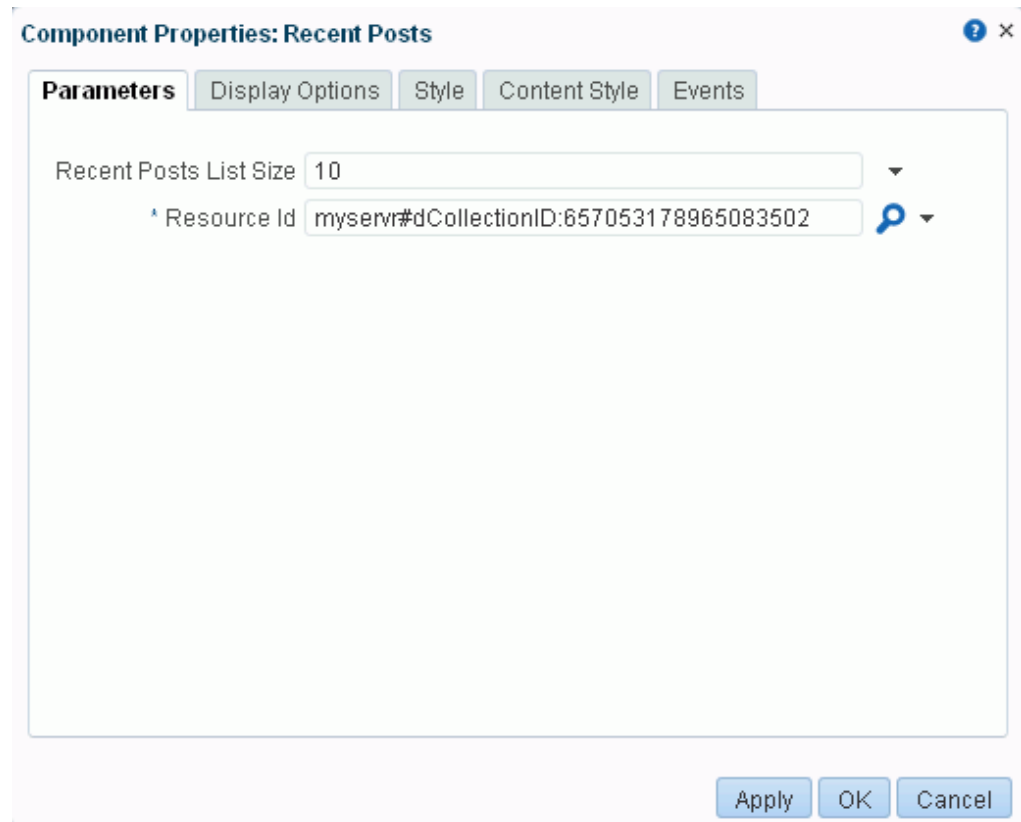 Component Properties: Recent Posts
Parameters Display Options Style Content Style Events
Recent Posts List Size 10
* Resource Id myservr#dCollectionID:657053178965083502
Apply OK Cancel